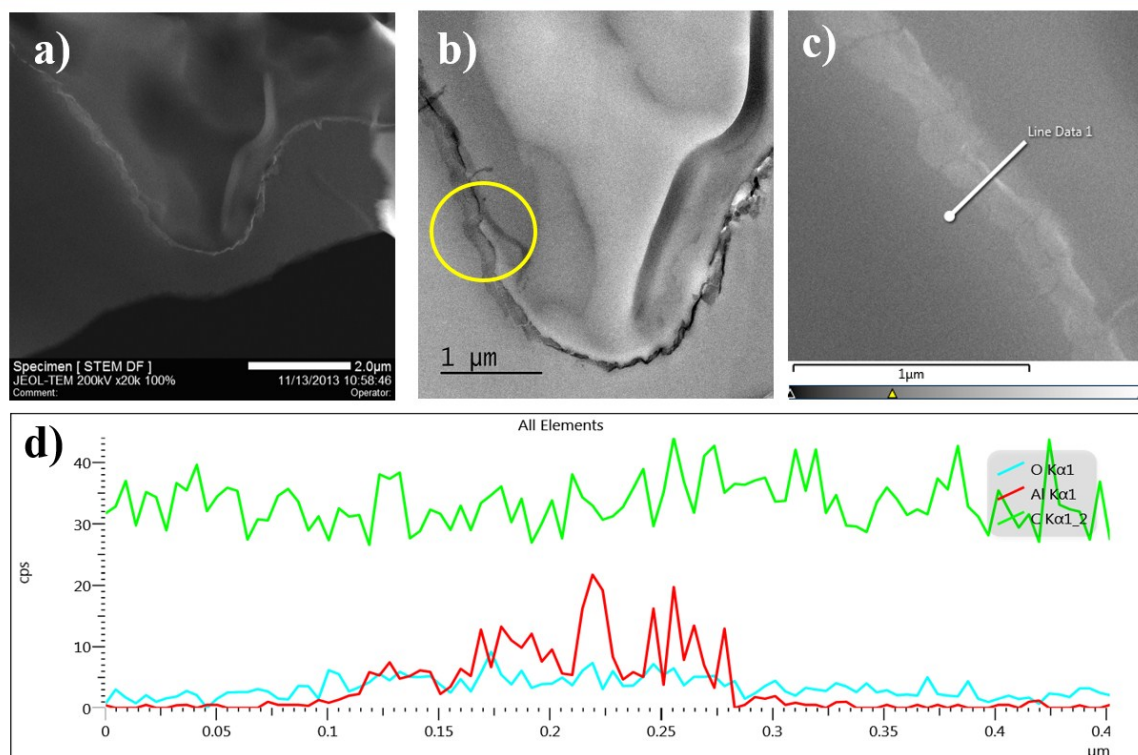 a)
b)
c)
Line Data 1
Specimen [ STEM DF ] 2.0μm
JEOL-TEM 200kV x20k 100% 11/13/2013 10:58:46
Comment: Operator:
1 μm
1μm
d)
All Elements
40
30
20
10
0
cps
O Kα1
Al Kα1
C Kα1_2
0 0.05 0.1 0.15 0.2 0.25 0.3 0.35 0.4 0.4
μm